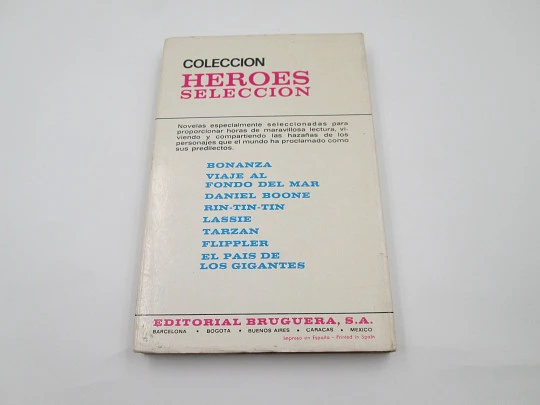 COLECCION
HEROES
SELECCION
Novelas especialmente seleccionadas para
proporcionar horas de maravillosa lectura, vi-
viendo y compartiendo las hazañas de los
personajes que el mundo ha proclamado como
sus predilectos.
BONANZA
VIAJE AL
FONDO DEL MAR
DANIEL BOONE
RIN-TIN-TIN
LASSIE
TARZAN
FLIPPLER
EL PAIS DE
LOS GIGANTES
EDITORIAL BRUGUERA, S.A.
BARCELONA • BOGOTA • BUENOS AIRES • CARACAS • MEXICO
Impreso en España - Printed in Spain